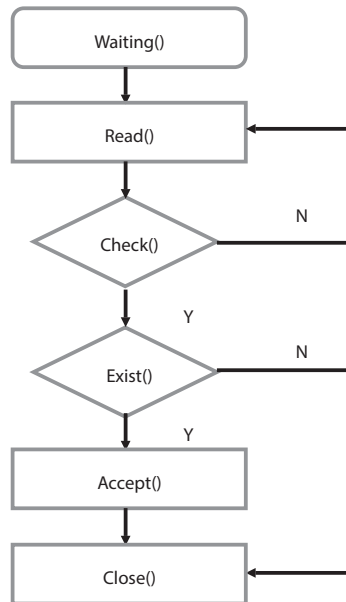 Waiting()
Read()
Check()
N
Y
Exist()
N
Y
Accept()
Close()